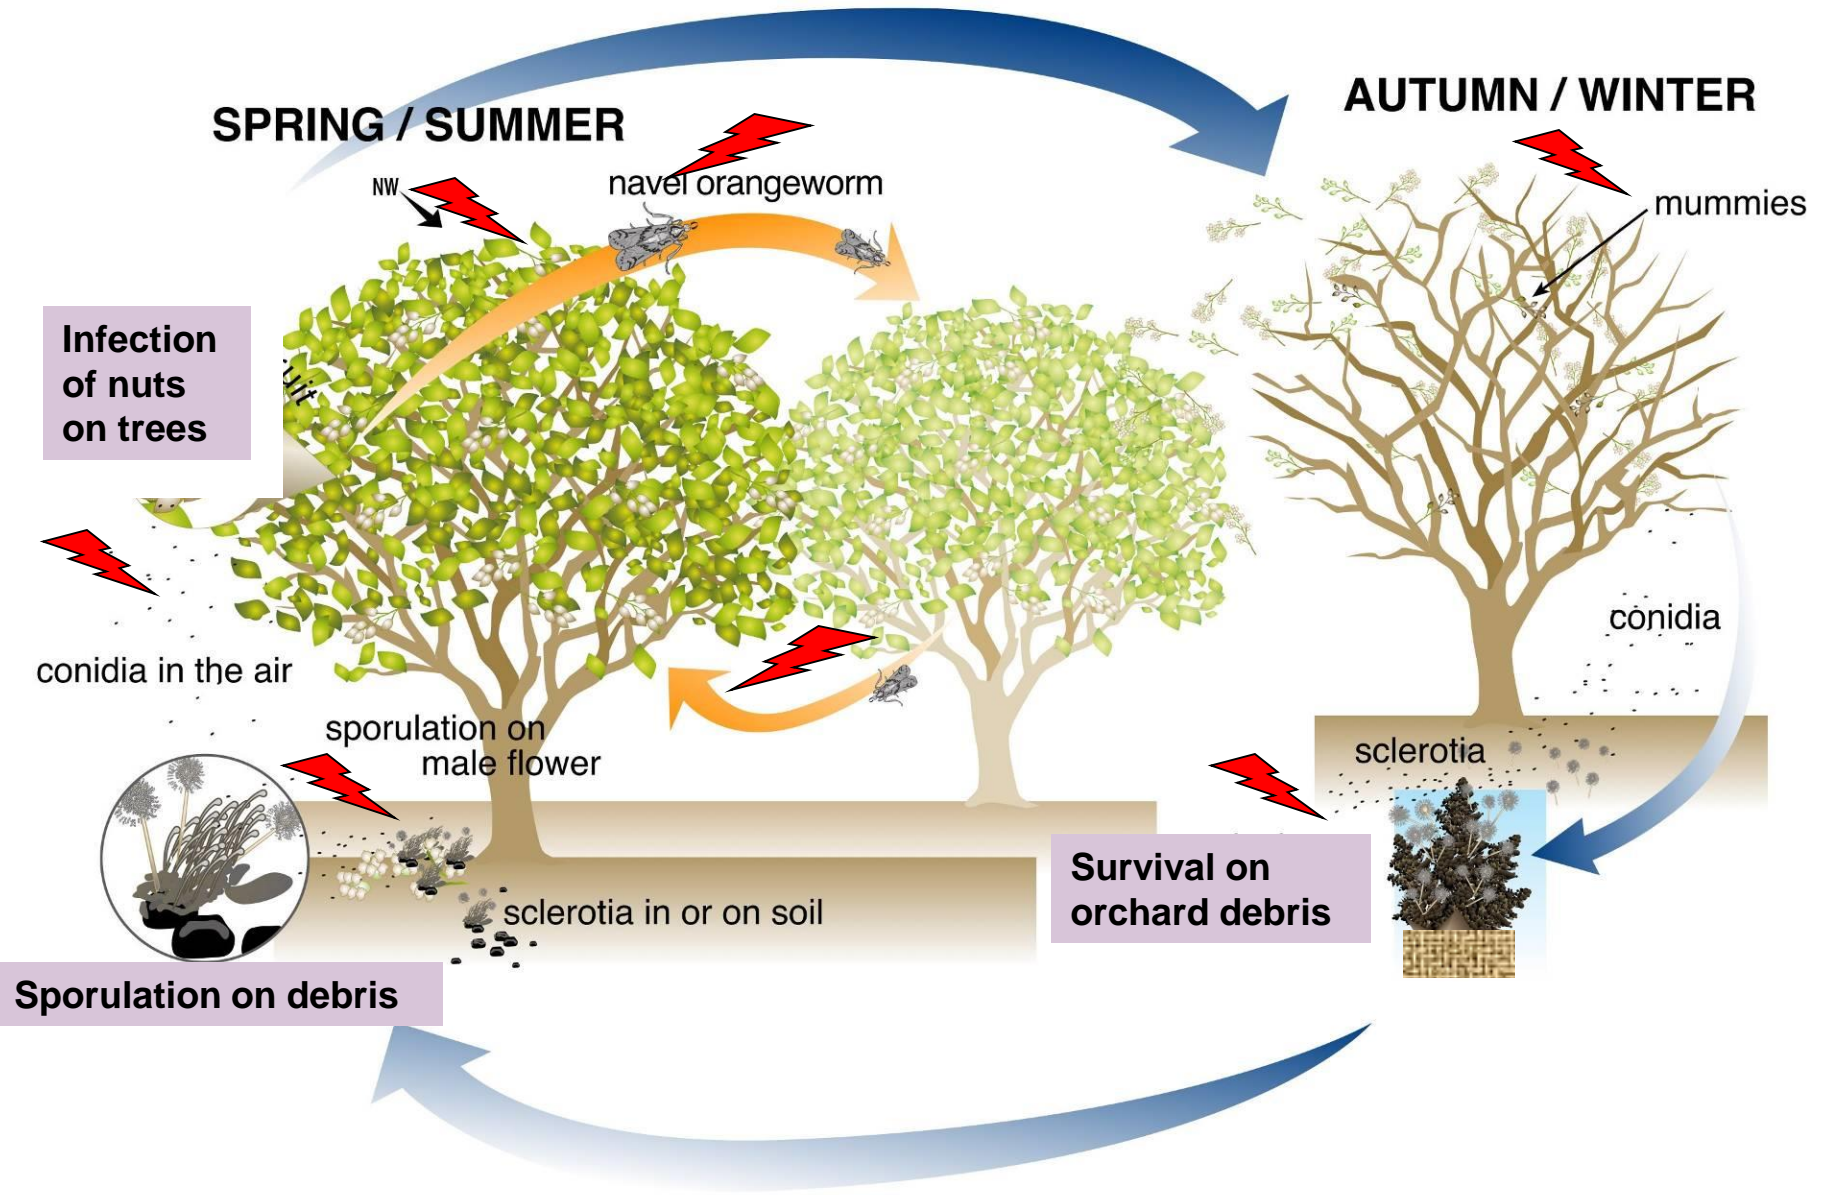 SPRING / SUMMER
AUTUMN / WINTER
NW
navel orangeworm
mummies
Infection
of nuts
on trees
conidia in the air
conidia
sporulation on
male flower
sclerotia
Survival on
orchard debris
sclerotia in or on soil
Sporulation on debris